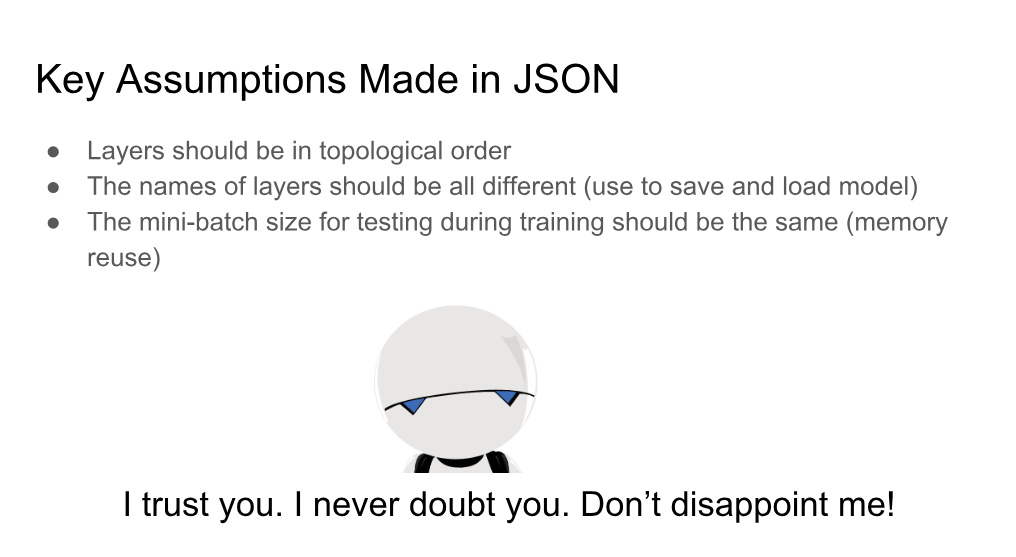 Key Assumptions Made in JSON
● Layers should be in topological order
● The names of layers should be all different (use to save and load model)
● The mini-batch size for testing during training should be the same (memory
reuse)
I trust you. I never doubt you. Don’t disappoint me!